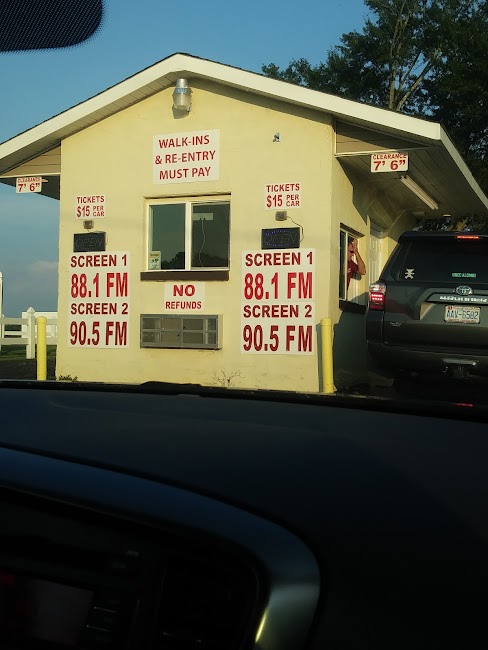 WALK-INS
& RE-ENTRY
MUST PAY
CLEARANCE
7' 6"
CLEARANCE
7' 6"
TICKETS
$15 PER
CAR
TICKETS
$15 PER
CAR
SCREEN 1
88.1 FM
SCREEN 2
90.5 FM
NO
REFUNDS
SCREEN 1
88.1 FM
SCREEN 2
90.5 FM
UNCC ALUMNI